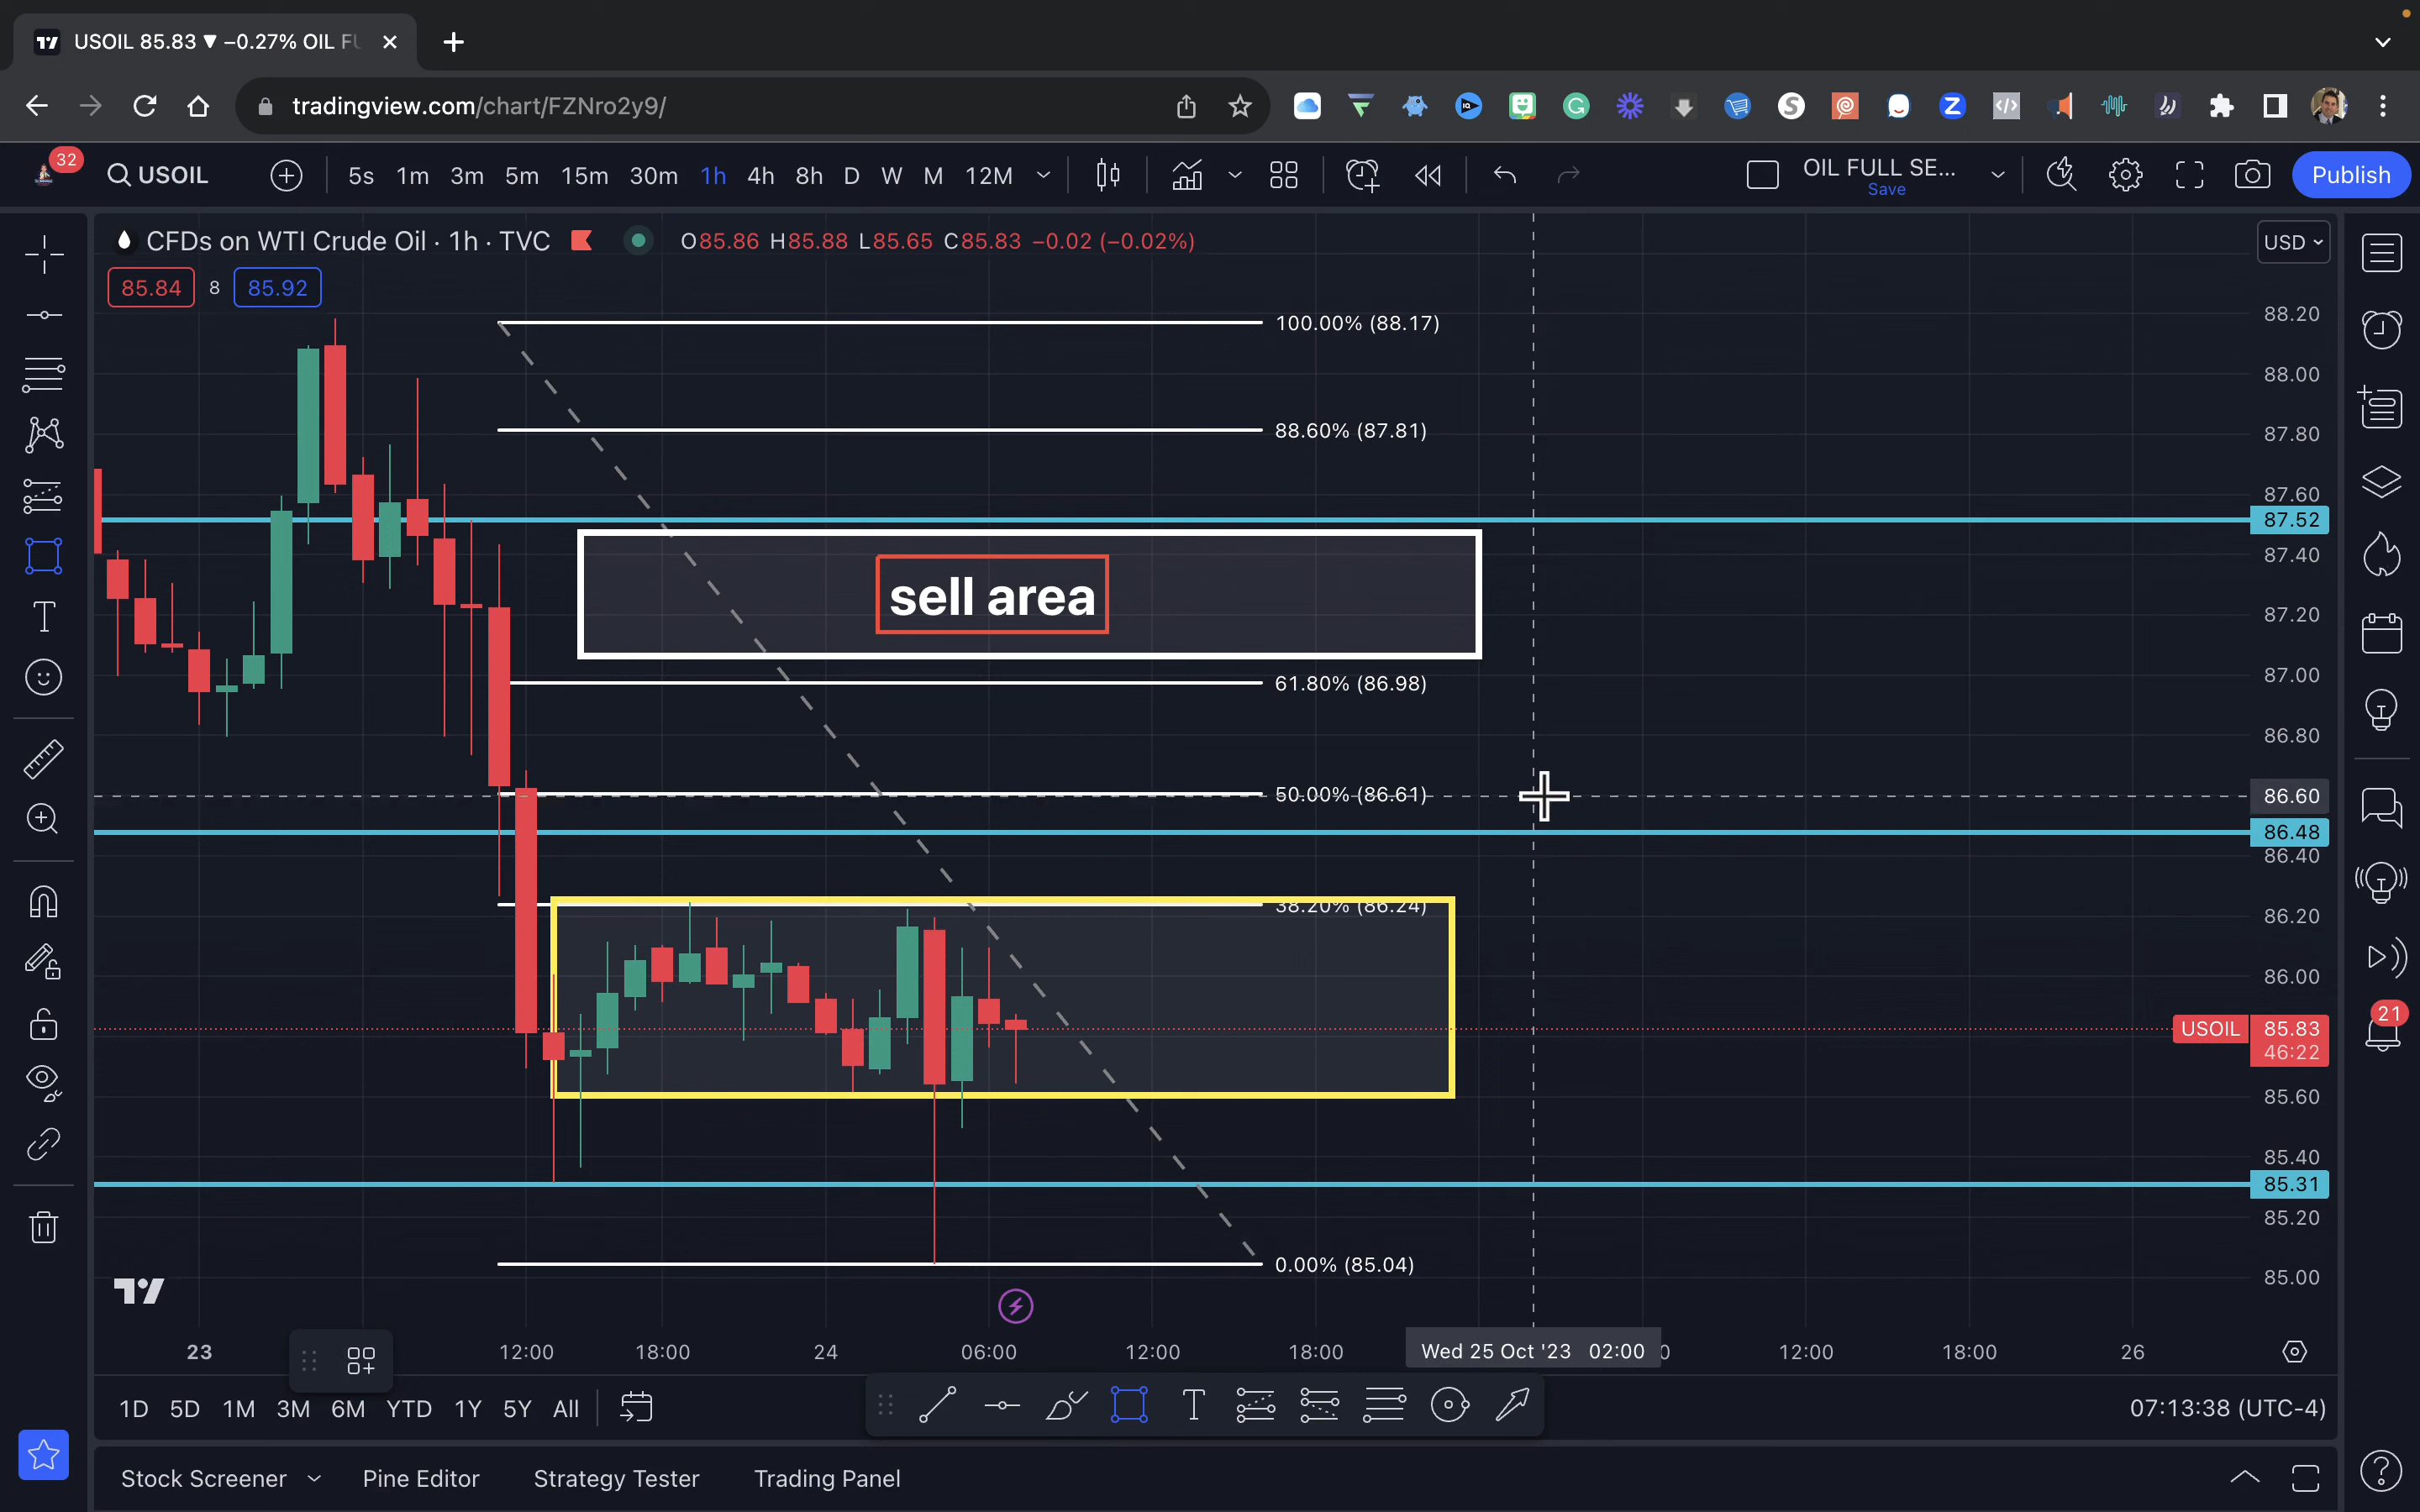 USOIL 85.83 ▼ −0.27% OIL FU
tradingview.com/chart/FZNro2y9/
32
USOIL
5s 1m 3m 5m 15m 30m 1h 4h 8h D W M 12M
OIL FULL SE...
Save
Publish
CFDs on WTI Crude Oil · 1h · TVC
O85.86 H85.88 L85.65 C85.83 −0.02 (−0.02%)
USD
85.84 8 85.92
88.20
100.00% (88.17)
88.00
88.60% (87.81)
87.80
87.60
87.52
87.40
sell area
87.20
87.00
61.80% (86.98)
86.80
50.00% (86.61)
86.60
86.48
86.40
38.20% (86.24)
86.20
86.00
USOIL 85.83
46:22
21
85.60
85.40
85.31
85.20
0.00% (85.04)
85.00
23 12:00 18:00 24 06:00 12:00 18:00 Wed 25 Oct '23 02:00 0 12:00 18:00 26
1D 5D 1M 3M 6M YTD 1Y 5Y All
07:13:38 (UTC-4)
Stock Screener Pine Editor Strategy Tester Trading Panel